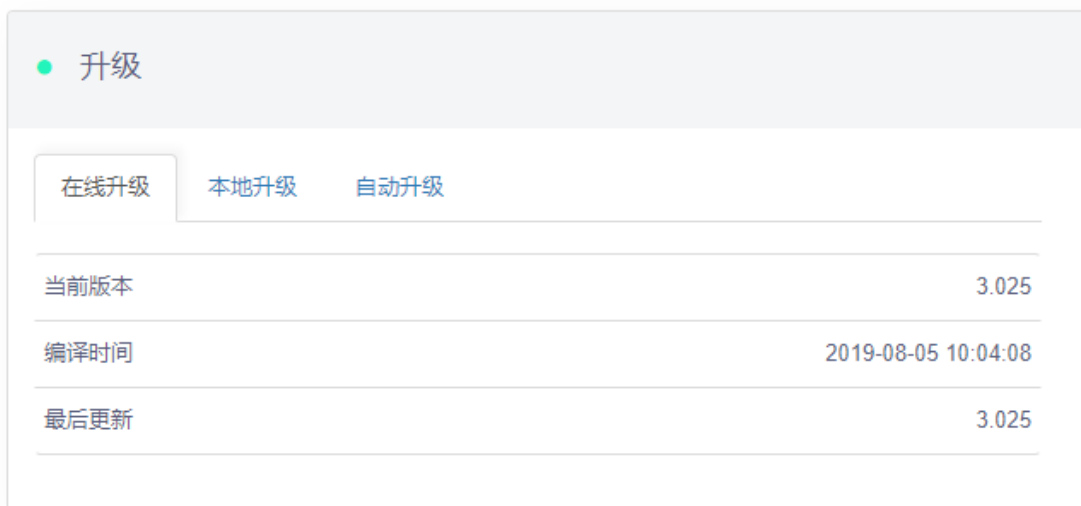 升级
在线升级 本地升级 自动升级
当前版本 3.025
编译时间 2019-08-05 10:04:08
最后更新 3.025